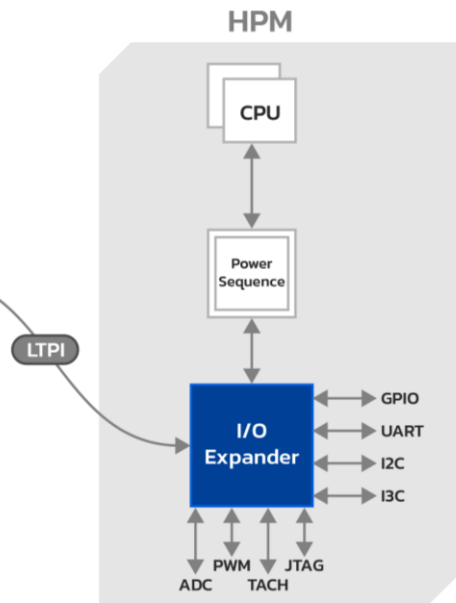 HPM
CPU
Power
Sequence
LTPI
I/O
Expander
GPIO
UART
I2C
I3C
PWM
JTAG
ADC
TACH